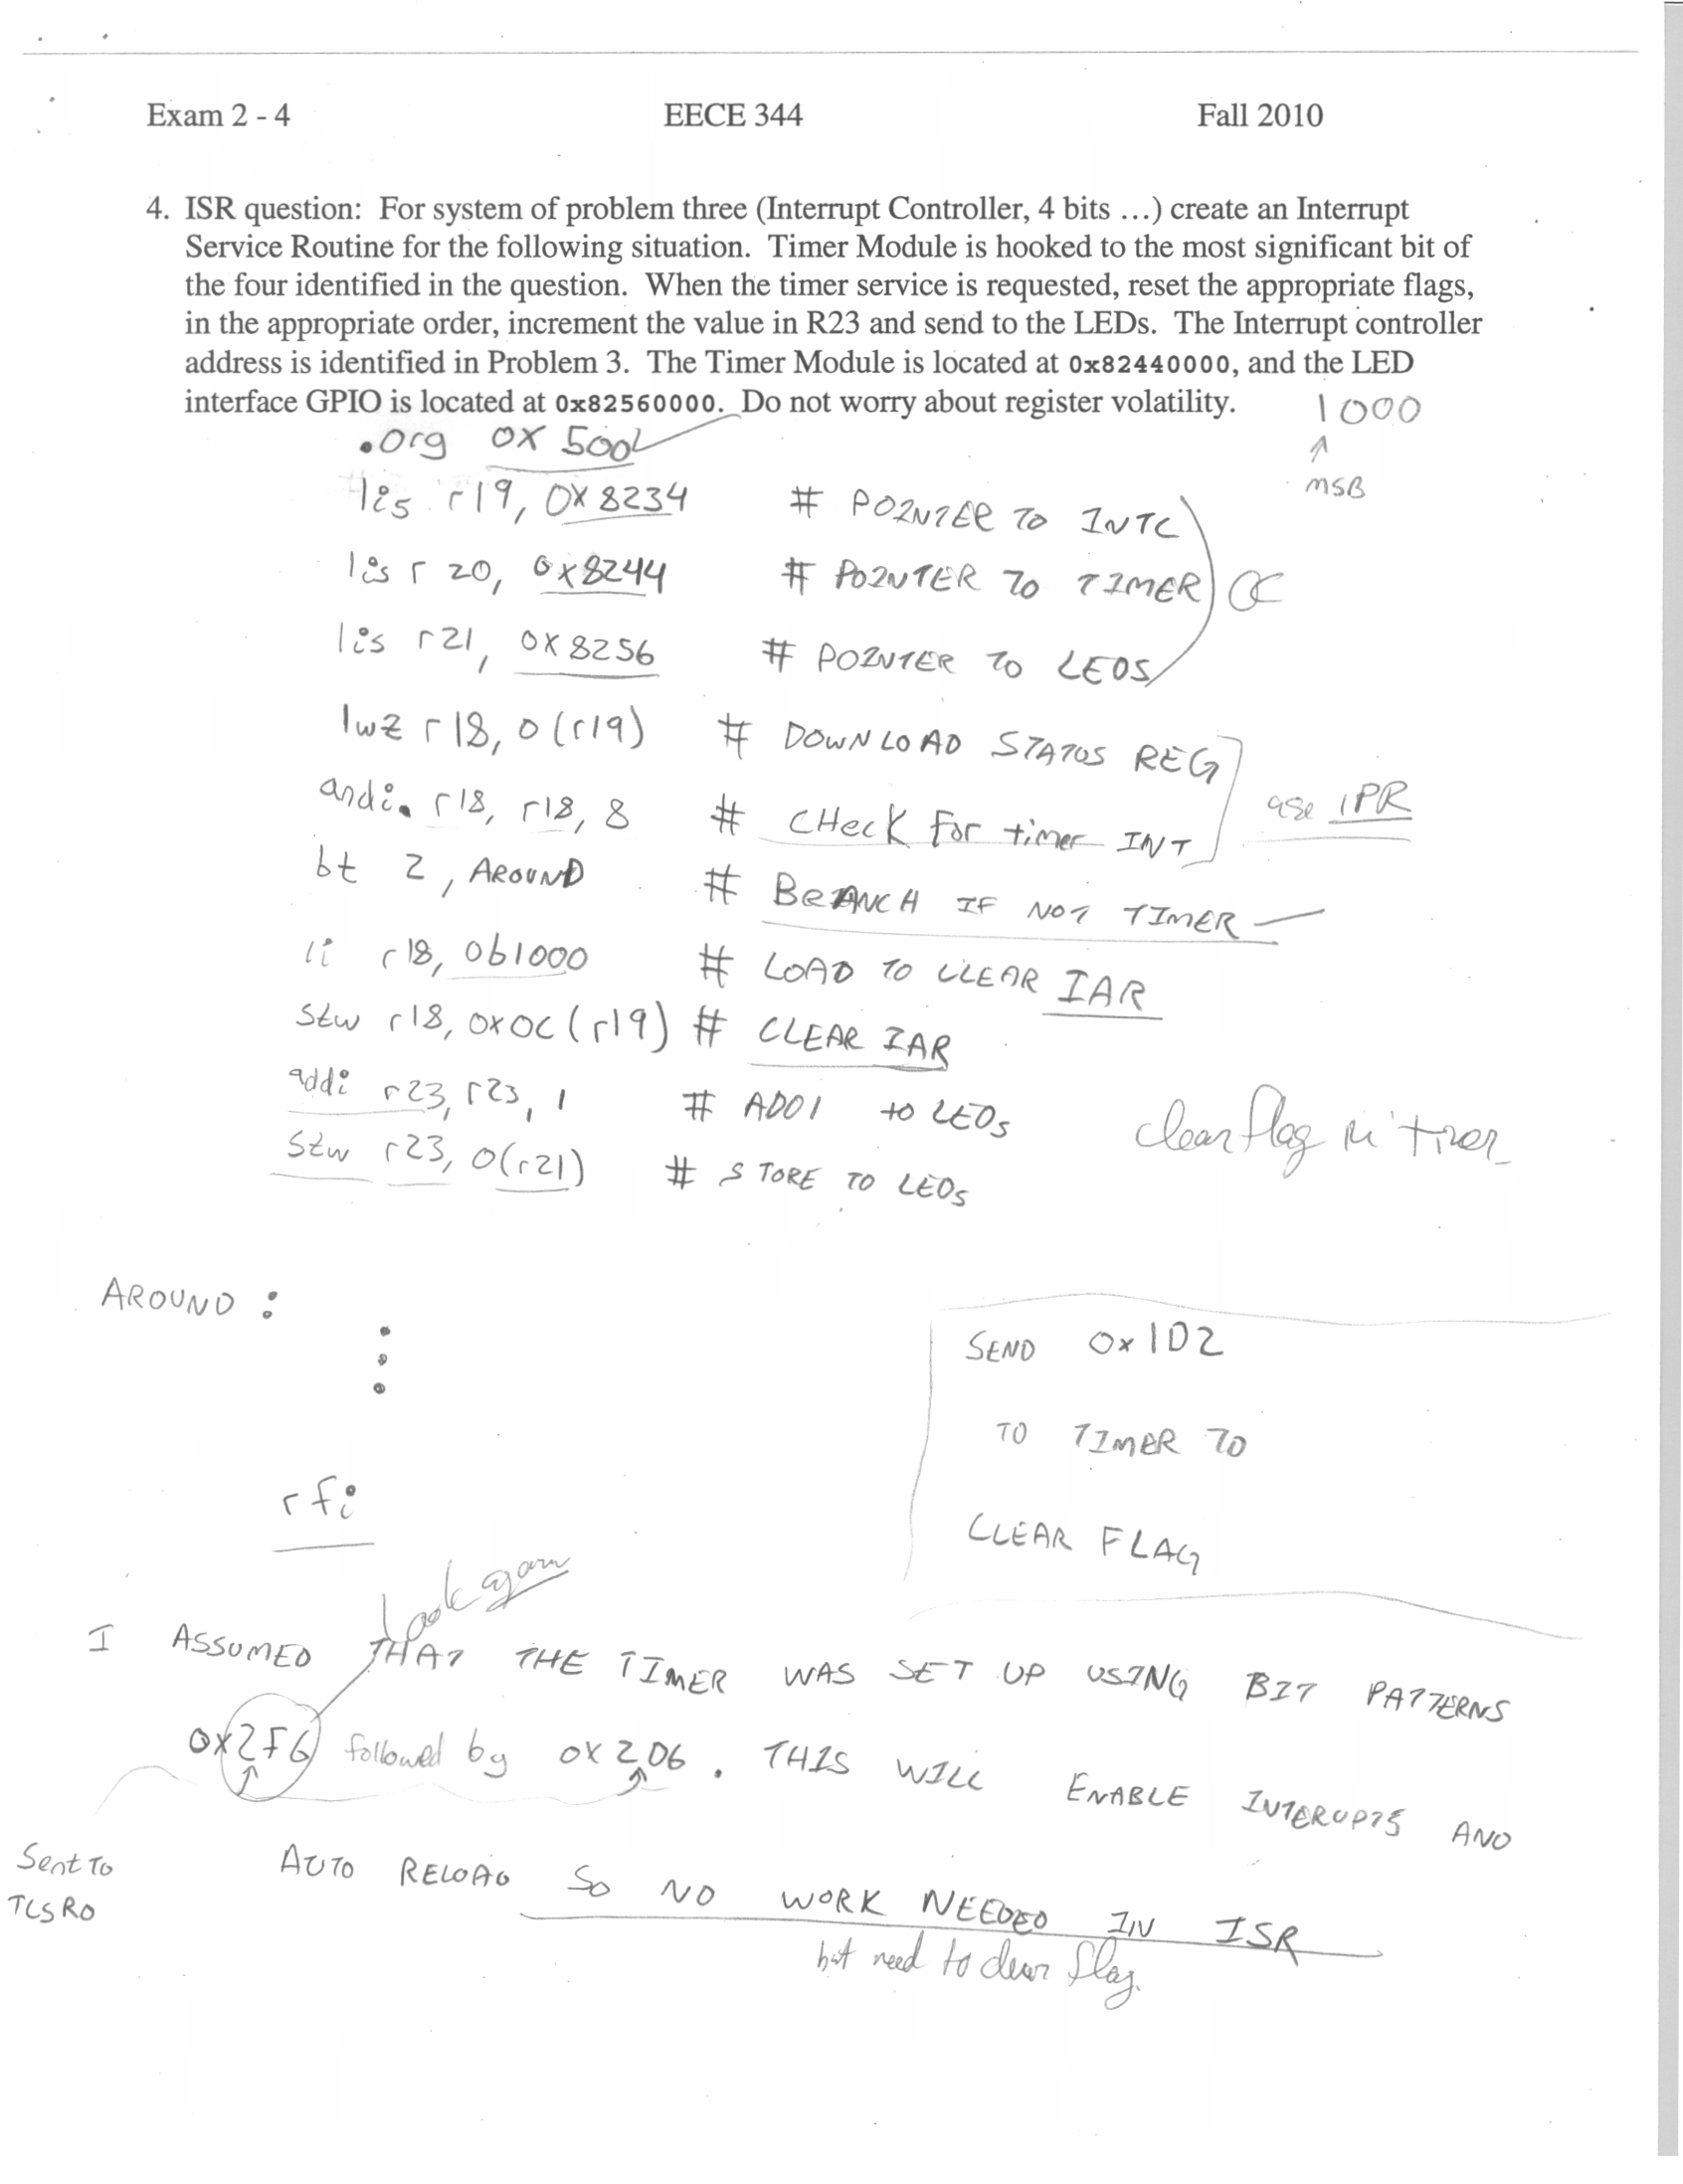 Exam 2 - 4 EECE 344 Fall 2010
4. ISR question: For system of problem three (Interrupt Controller, 4 bits …) create an Interrupt
Service Routine for the following situation. Timer Module is hooked to the most significant bit of
the four identified in the question. When the timer service is requested, reset the appropriate flags,
in the appropriate order, increment the value in R23 and send to the LEDs. The Interrupt controller
address is identified in Problem 3. The Timer Module is located at 0x82440000, and the LED
interface GPIO is located at 0x82560000. Do not worry about register volatility.
1000
↑
MSB
.org 0x 500
lis r19, 0x8234 # POINTER TO INTC
lis r20, 0x8244 # POINTER TO TIMER
OK
lis r21, 0x8256 # POINTER TO LEDS
lwz r18, 0(r19) # DOWNLOAD STATUS REG
andi. r18, r18, 8 # CHECK For timer INT
use IPR
bt 2, AROUND # BRANCH IF NOT TIMER
li r18, 0b1000 # LOAD TO CLEAR IAR
stw r18, 0x0C(r19) # CLEAR IAR
addi r23, r23, 1 # ADD 1 to LEDs
clear flag in timer
stw r23, 0(r21) # STORE TO LEDs
AROUND :
SEND 0x1D2
TO TIMER TO
CLEAR FLAG
rfi
Look again
I ASSUMED THAT THE TIMER WAS SET UP USING BIT PATTERNS
0x2F6 followed by 0x2D6. THIS WILL ENABLE INTERUPTS AND
Sent TO
TCSR0
AUTO RELOAD SO NO WORK NEEDED IN ISR
but need to clear flag.